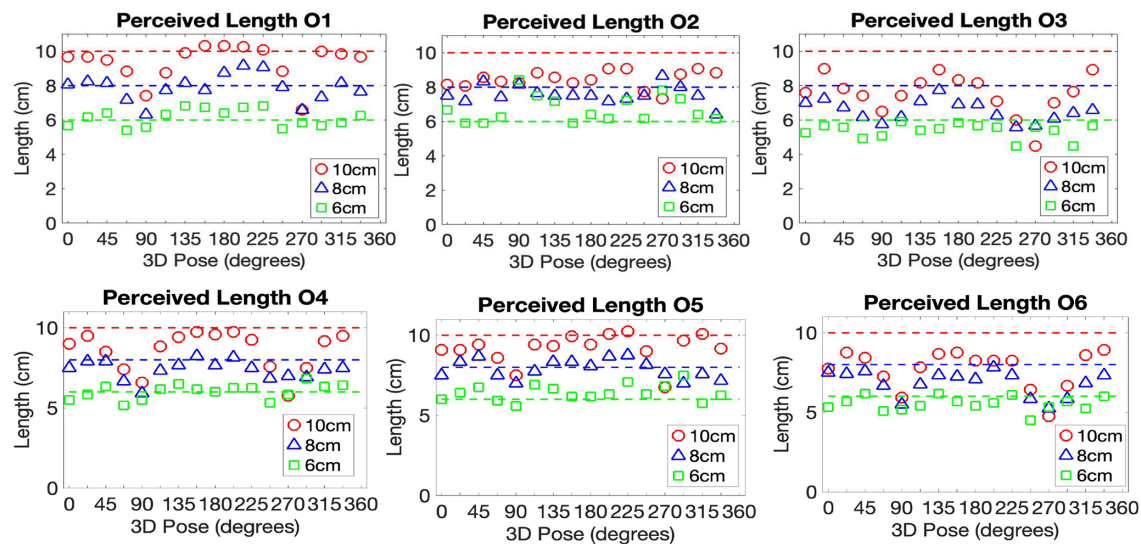 Perceived Length O1
Length (cm)
10
8
6
4
2
0
10cm
8cm
6cm
0 45 90 135 180 225 270 315 360
3D Pose (degrees)
Perceived Length O2
Length (cm)
10
8
6
4
2
0
10cm
8cm
6cm
0 45 90 135 180 225 270 315 360
3D Pose (degrees)
Perceived Length O3
Length (cm)
10
8
6
4
2
0
10cm
8cm
6cm
0 45 90 135 180 225 270 315 360
3D Pose (degrees)
Perceived Length O4
Length (cm)
10
5
0
10cm
8cm
6cm
0 45 90 135 180 225 270 315 360
3D Pose (degrees)
Perceived Length O5
Length (cm)
10
5
0
10cm
8cm
6cm
0 45 90 135 180 225 270 315 360
3D Pose (degrees)
Perceived Length O6
Length (cm)
10
5
0
10cm
8cm
6cm
0 45 90 135 180 225 270 315 360
3D Pose (degrees)